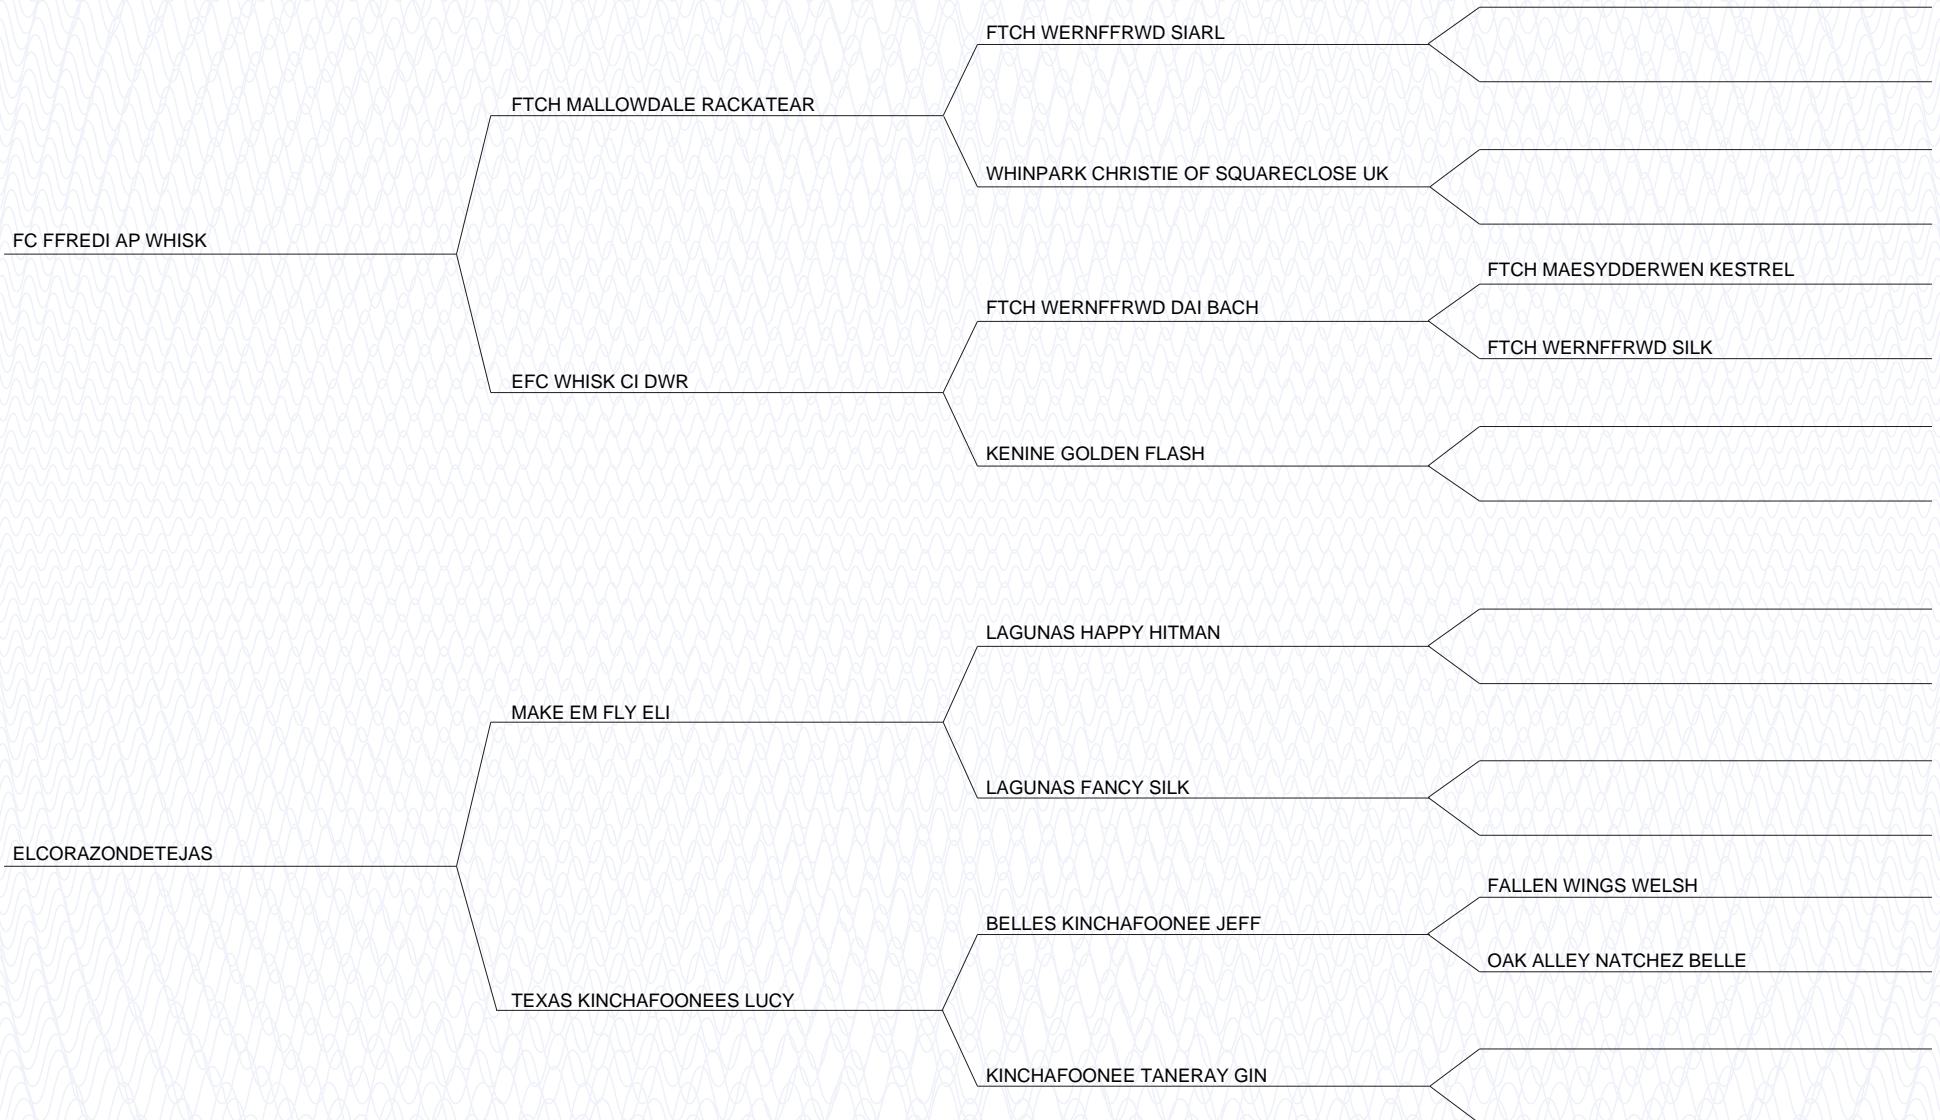 FTCH WERNFFRWD SIARL
FTCH MALLOWDALE RACKATEAR
WHINPARK CHRISTIE OF SQUARECLOSE UK
FC FFREDI AP WHISK
FTCH MAESYDDERWEN KESTREL
FTCH WERNFFRWD DAI BACH
FTCH WERNFFRWD SILK
EFC WHISK CI DWR
KENINE GOLDEN FLASH
LAGUNAS HAPPY HITMAN
MAKE EM FLY ELI
LAGUNAS FANCY SILK
ELCORAZONDETEJAS
FALLEN WINGS WELSH
BELLES KINCHAFOONEE JEFF
OAK ALLEY NATCHEZ BELLE
TEXAS KINCHAFOONEES LUCY
KINCHAFOONEE TANERAY GIN